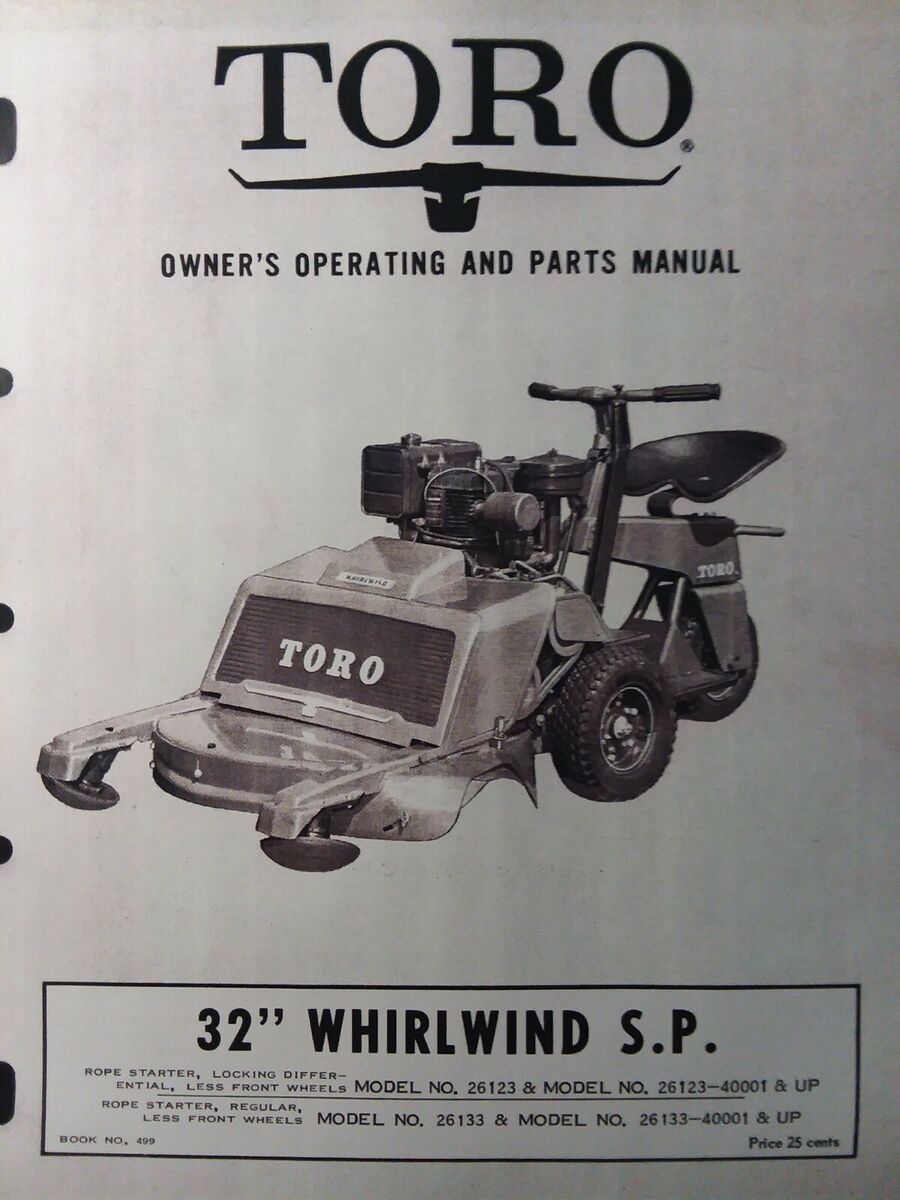 TORO®
OWNER'S OPERATING AND PARTS MANUAL
WHIRLWIND
TORO
TORO
32" WHIRLWIND S.P.
ROPE STARTER, LOCKING DIFFER-
ENTIAL, LESS FRONT WHEELS MODEL NO. 26123 & MODEL NO. 26123-40001 & UP
ROPE STARTER, REGULAR,
LESS FRONT WHEELS MODEL NO. 26133 & MODEL NO. 26133-40001 & UP
BOOK NO. 499 Price 25 cents